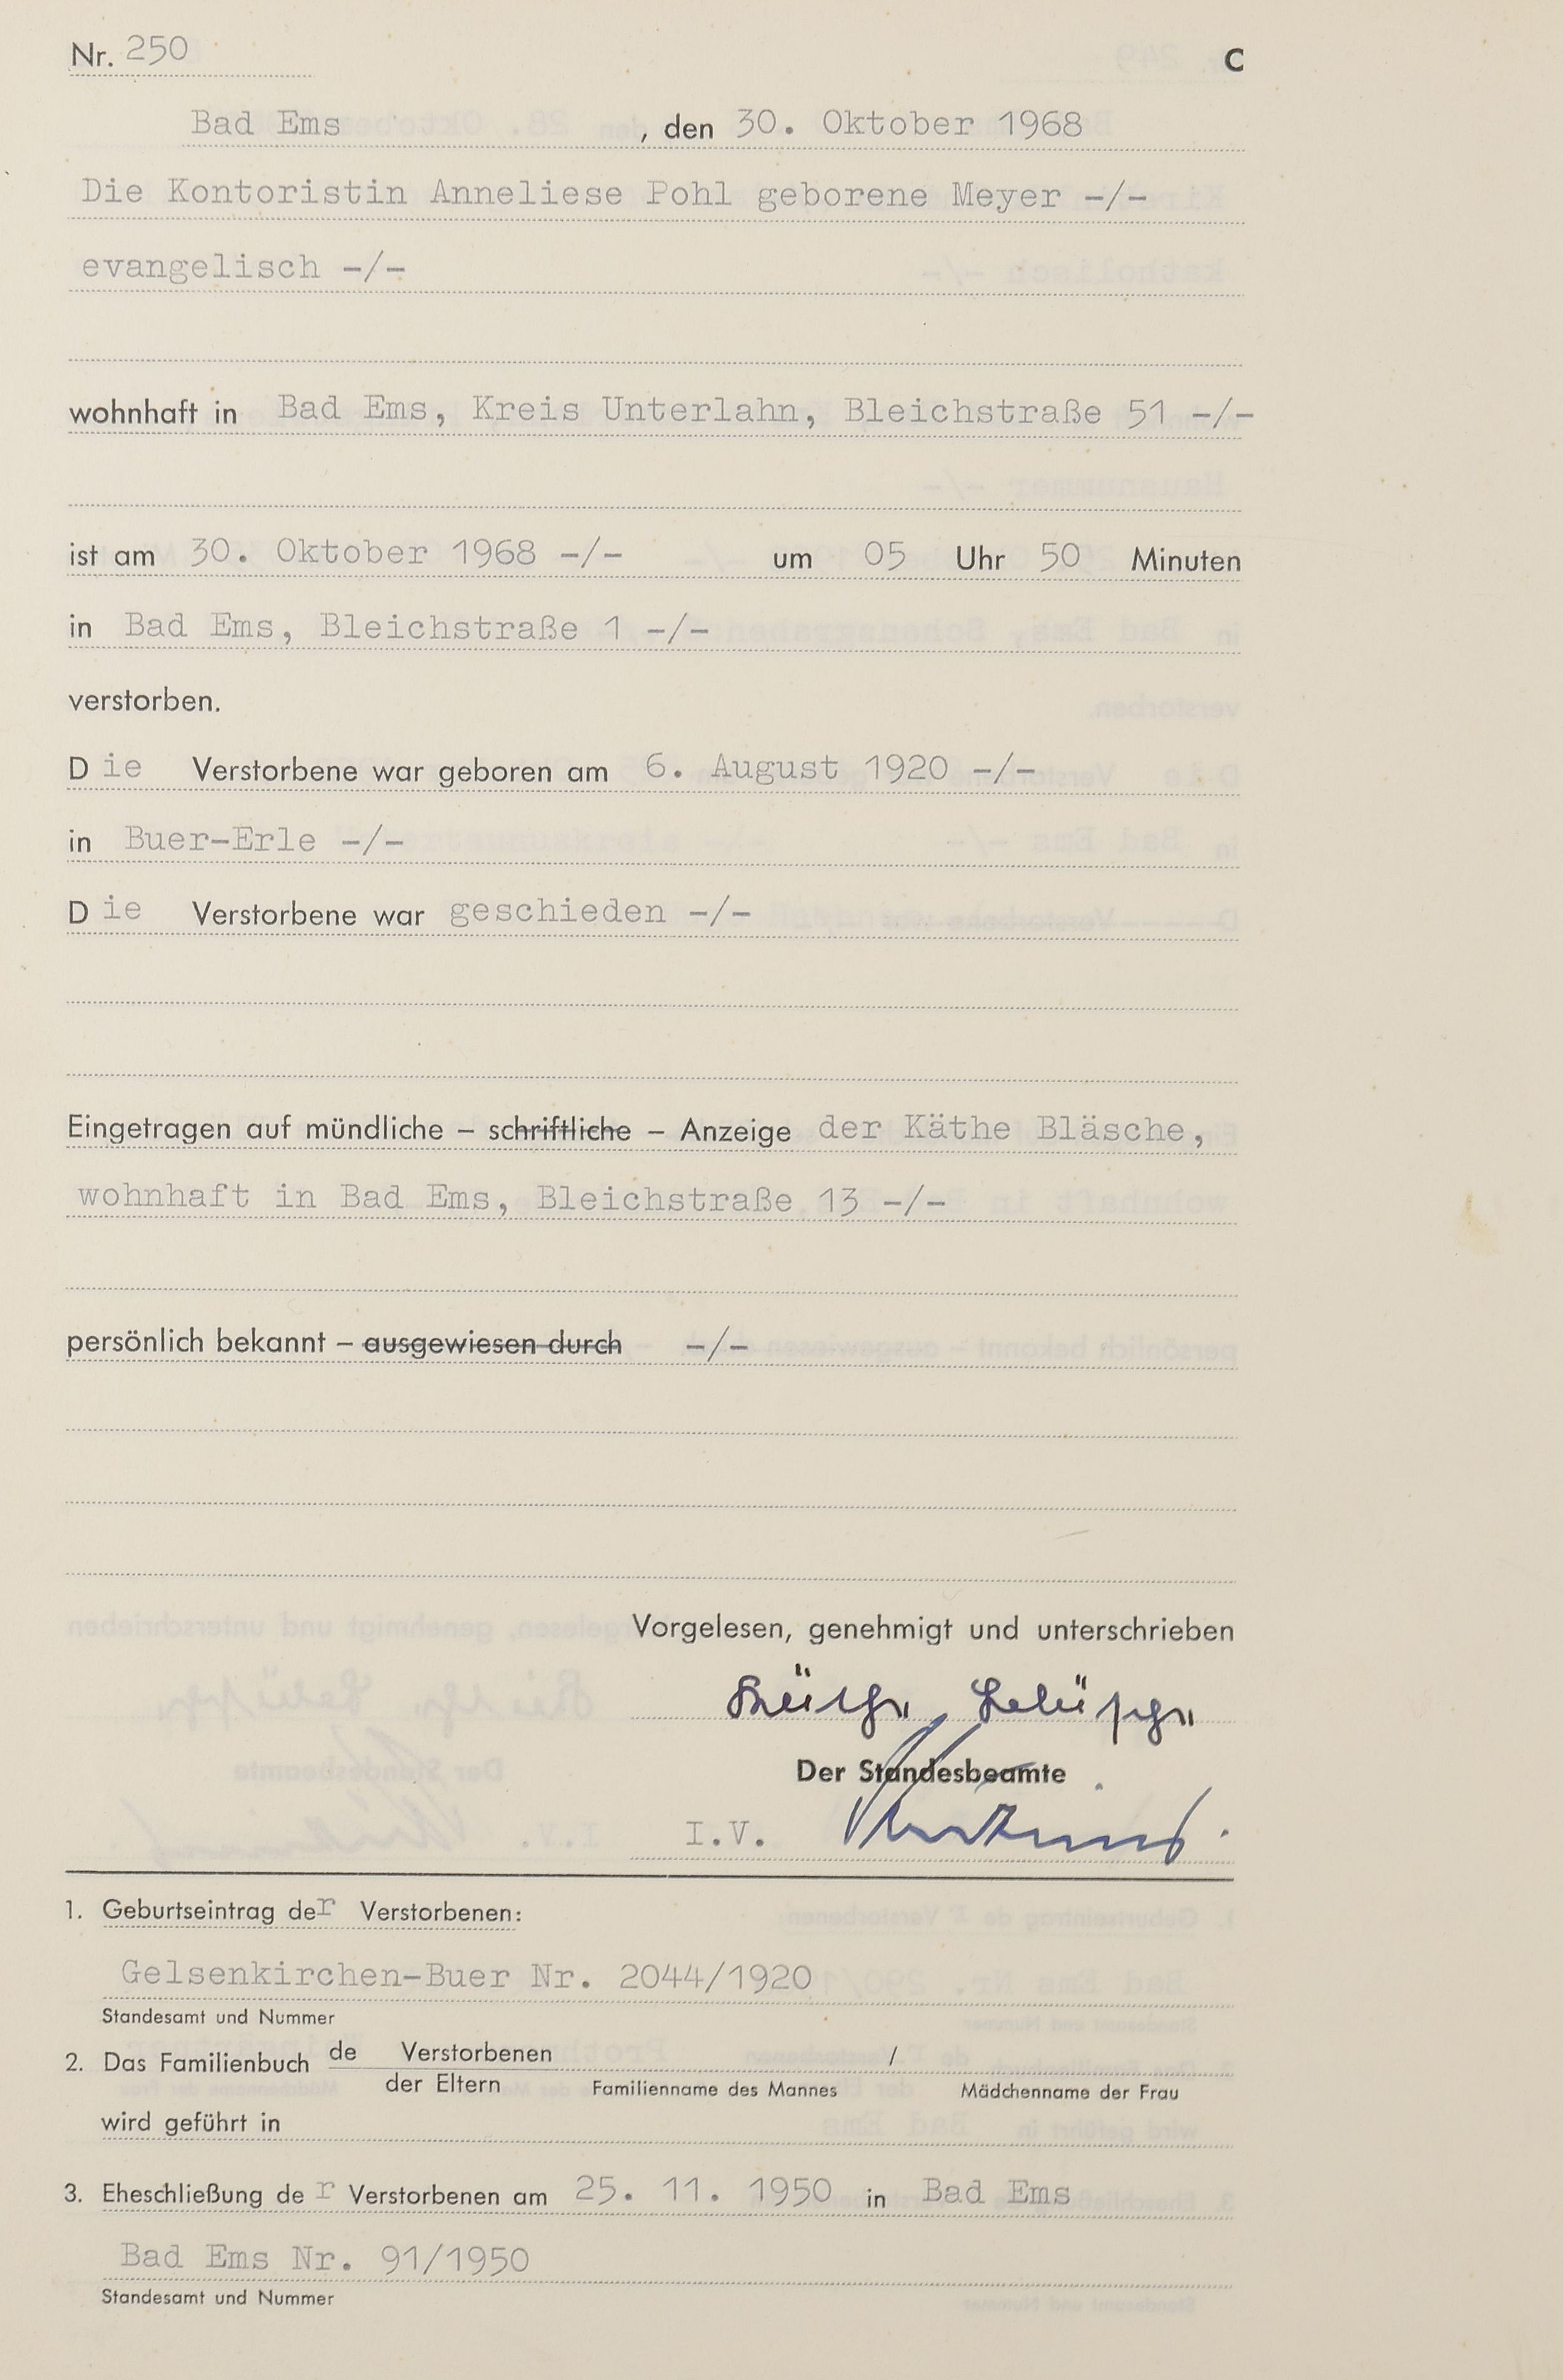 Nr. 250 C
Bad Ems , den 30. Oktober 1968
Die Kontoristin Anneliese Pohl geborene Meyer -/-
evangelisch -/-
wohnhaft in Bad Ems, Kreis Unterlahn, Bleichstraße 51 -/-
ist am 30. Oktober 1968 -/- um 05 Uhr 50 Minuten
in Bad Ems, Bleichstraße 1 -/-
verstorben.
Die Verstorbene war geboren am 6. August 1920 -/-
in Buer-Erle -/-
Die Verstorbene war geschieden -/-
Eingetragen auf mündliche – schriftliche – Anzeige der Käthe Bläsche,
wohnhaft in Bad Ems, Bleichstraße 13 -/-
persönlich bekannt – ausgewiesen durch -/-
Vorgelesen, genehmigt und unterschrieben
Der Standesbeamte
I.V.
1. Geburtseintrag der Verstorbenen:
Gelsenkirchen-Buer Nr. 2044/1920
Standesamt und Nummer
2. Das Familienbuch de Verstorbenen /
der Eltern Familienname des Mannes Mädchenname der Frau
wird geführt in
3. Eheschließung der Verstorbenen am 25. 11. 1950 in Bad Ems
Bad Ems Nr. 91/1950
Standesamt und Nummer